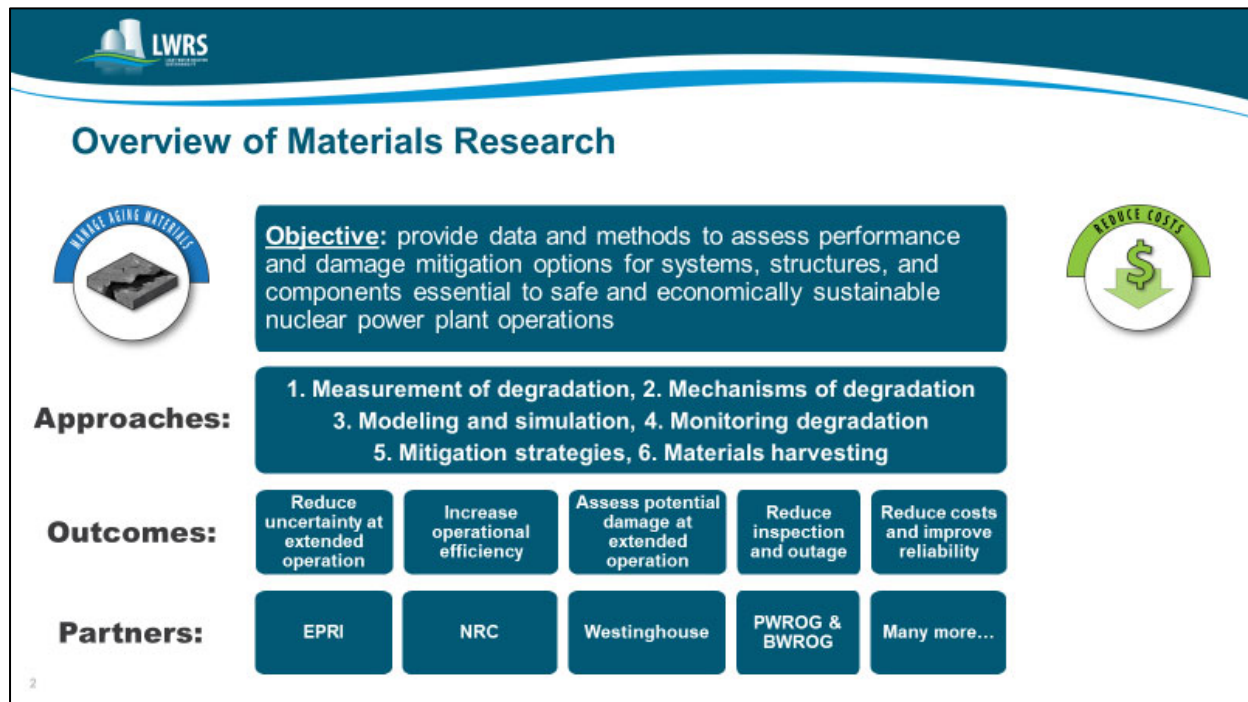 LWRS
Overview of Materials Research
MANAGE AGING MATERIALS
Objective: provide data and methods to assess performance
and damage mitigation options for systems, structures, and
components essential to safe and economically sustainable
nuclear power plant operations
REDUCE COSTS
$
Approaches:
1. Measurement of degradation, 2. Mechanisms of degradation
3. Modeling and simulation, 4. Monitoring degradation
5. Mitigation strategies, 6. Materials harvesting
Outcomes:
Reduce
uncertainty at
extended
operation
Increase
operational
efficiency
Assess potential
damage at
extended
operation
Reduce
inspection
and outage
Reduce costs
and improve
reliability
Partners:
EPRI
NRC
Westinghouse
PWROG &
BWROG
Many more…
2